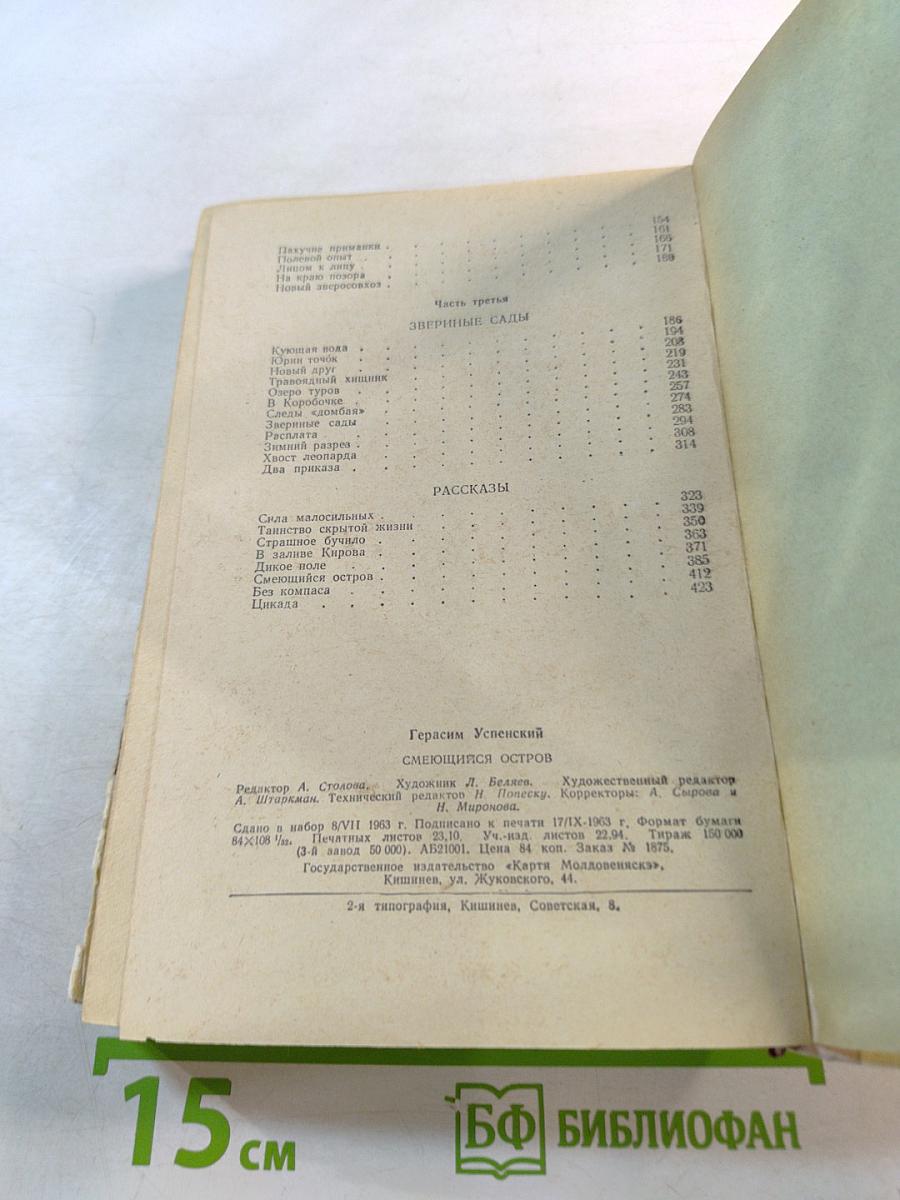 Пахучие приманки . . . . . . . . 154
Полевой опыт . . . . . . . . 161
Лицом к лицу . . . . . . . . 166
На краю позора . . . . . . . . 171
Новый зверосовхоз . . . . . . . . 180
Часть третья
ЗВЕРИНЫЕ САДЫ
Кующая вода . . . . . . . . 186
Юрин точок . . . . . . . . 194
Новый друг . . . . . . . . 208
Травоядный хищник . . . . . . . . 219
Озеро туров . . . . . . . . 231
В Коробочке . . . . . . . . 243
Следы «домбая» . . . . . . . . 257
Звериные сады . . . . . . . . 274
Расплата . . . . . . . . 283
Зимний разрез . . . . . . . . 294
Хвост леопарда . . . . . . . . 308
Два приказа . . . . . . . . 314
РАССКАЗЫ
Сила малосильных . . . . . . . . 323
Таинство скрытой жизни . . . . . . . . 339
Страшное бучило . . . . . . . . 350
В заливе Кирова . . . . . . . . 363
Дикое поле . . . . . . . . 371
Смеющийся остров . . . . . . . . 385
Без компаса . . . . . . . . 412
Цикада . . . . . . . . 423
Герасим Успенский
СМЕЮЩИЙСЯ ОСТРОВ
Редактор А. Столова. Художник Л. Беляев. Художественный редактор
А. Штаркман. Технический редактов Н. Попеску. Корректоры: А. Сырова и
Н. Миронова.
Сдано в набор 8/VII 1963 г. Подписано к печати 17/IX-1963 г. Формат бумаги
84×108 1/32. Печатных листов 23,10. Уч.-изд. листов 22.94. Тираж 150 000
(3-й завод 50 000). АБ21001. Цена 84 коп. Заказ № 1875.
Государственное издательство «Картя Молдовеняскэ».
Кишинев, ул. Жуковского, 44.
2-я типография, Кишинев, Советская, 8.
15 см
БФ БИБЛИОФАН